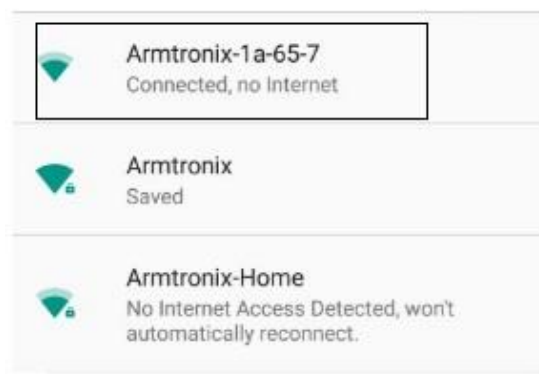 Armtronix-1a-65-7
Connected, no Internet
Armtronix
Saved
Armtronix-Home
No Internet Access Detected, won't
automatically reconnect.